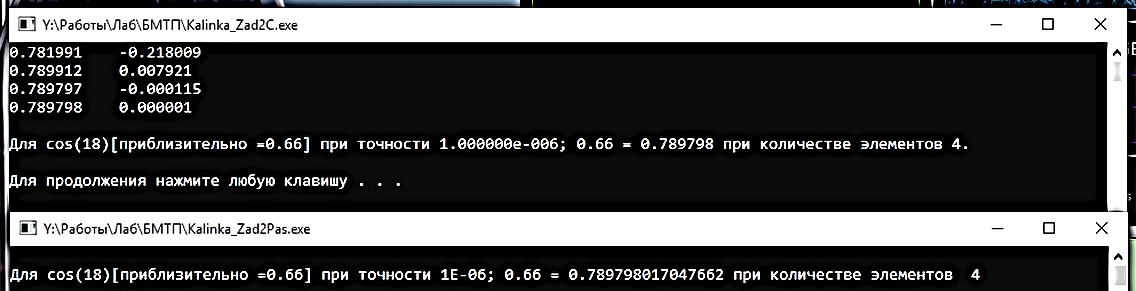 Y:\Работы\Лаб\БМТП\Kalinka_Zad2C.exe
0.781991 -0.218009
0.789912 0.007921
0.789797 -0.000115
0.789798 0.000001
Для cos(18)[приблизительно =0.66] при точности 1.000000e-006; 0.66 = 0.789798 при количестве элементов 4.
Для продолжения нажмите любую клавишу . . .
Y:\Работы\Лаб\БМТП\Kalinka_Zad2Pas.exe
Для cos(18)[приблизительно =0.66] при точности 1E-06; 0.66 = 0.789798017047662 при количестве элементов 4